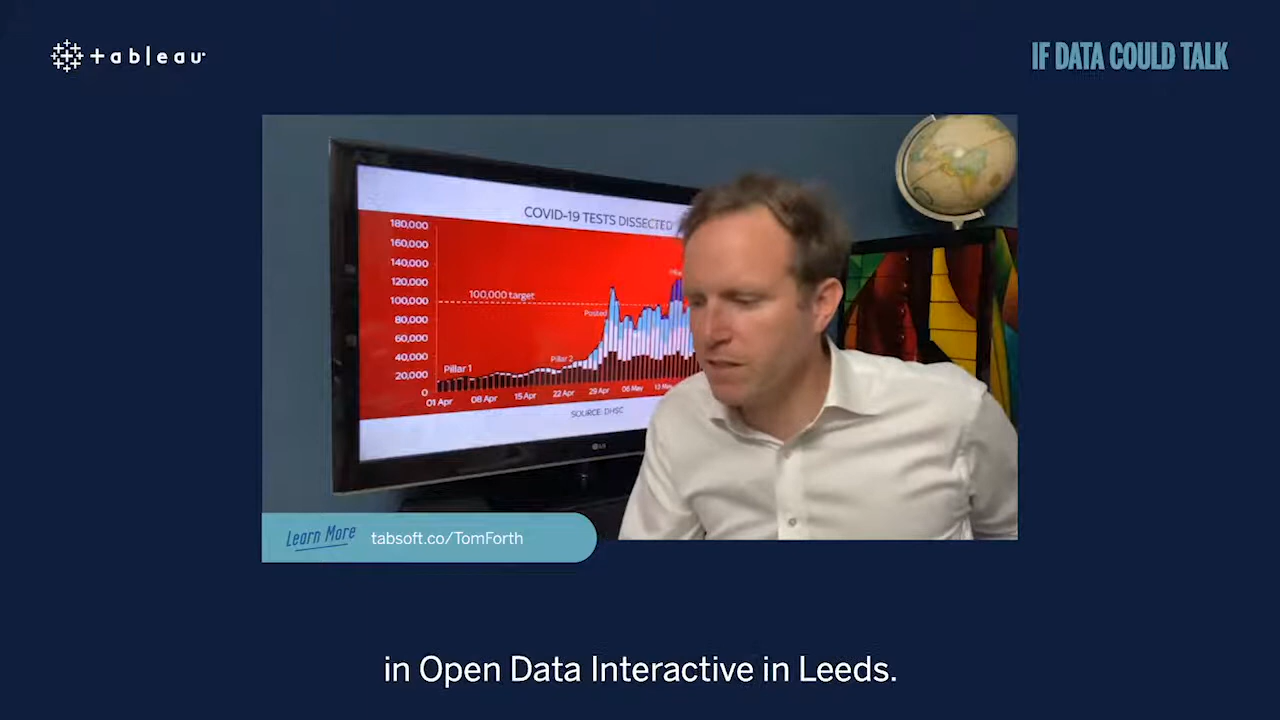 tableau
IF DATA COULD TALK
COVID-19 TESTS DISSECTED
180,000
160,000
140,000
120,000
100,000
80,000
60,000
40,000
20,000
0
100,000 target
Posted
Pillar 2
Pillar 1
01 Apr 08 Apr 15 Apr 22 Apr 29 Apr 06 May 13 May
SOURCE: DHSC
LG
Learn More tabsoft.co/TomForth
in Open Data Interactive in Leeds.